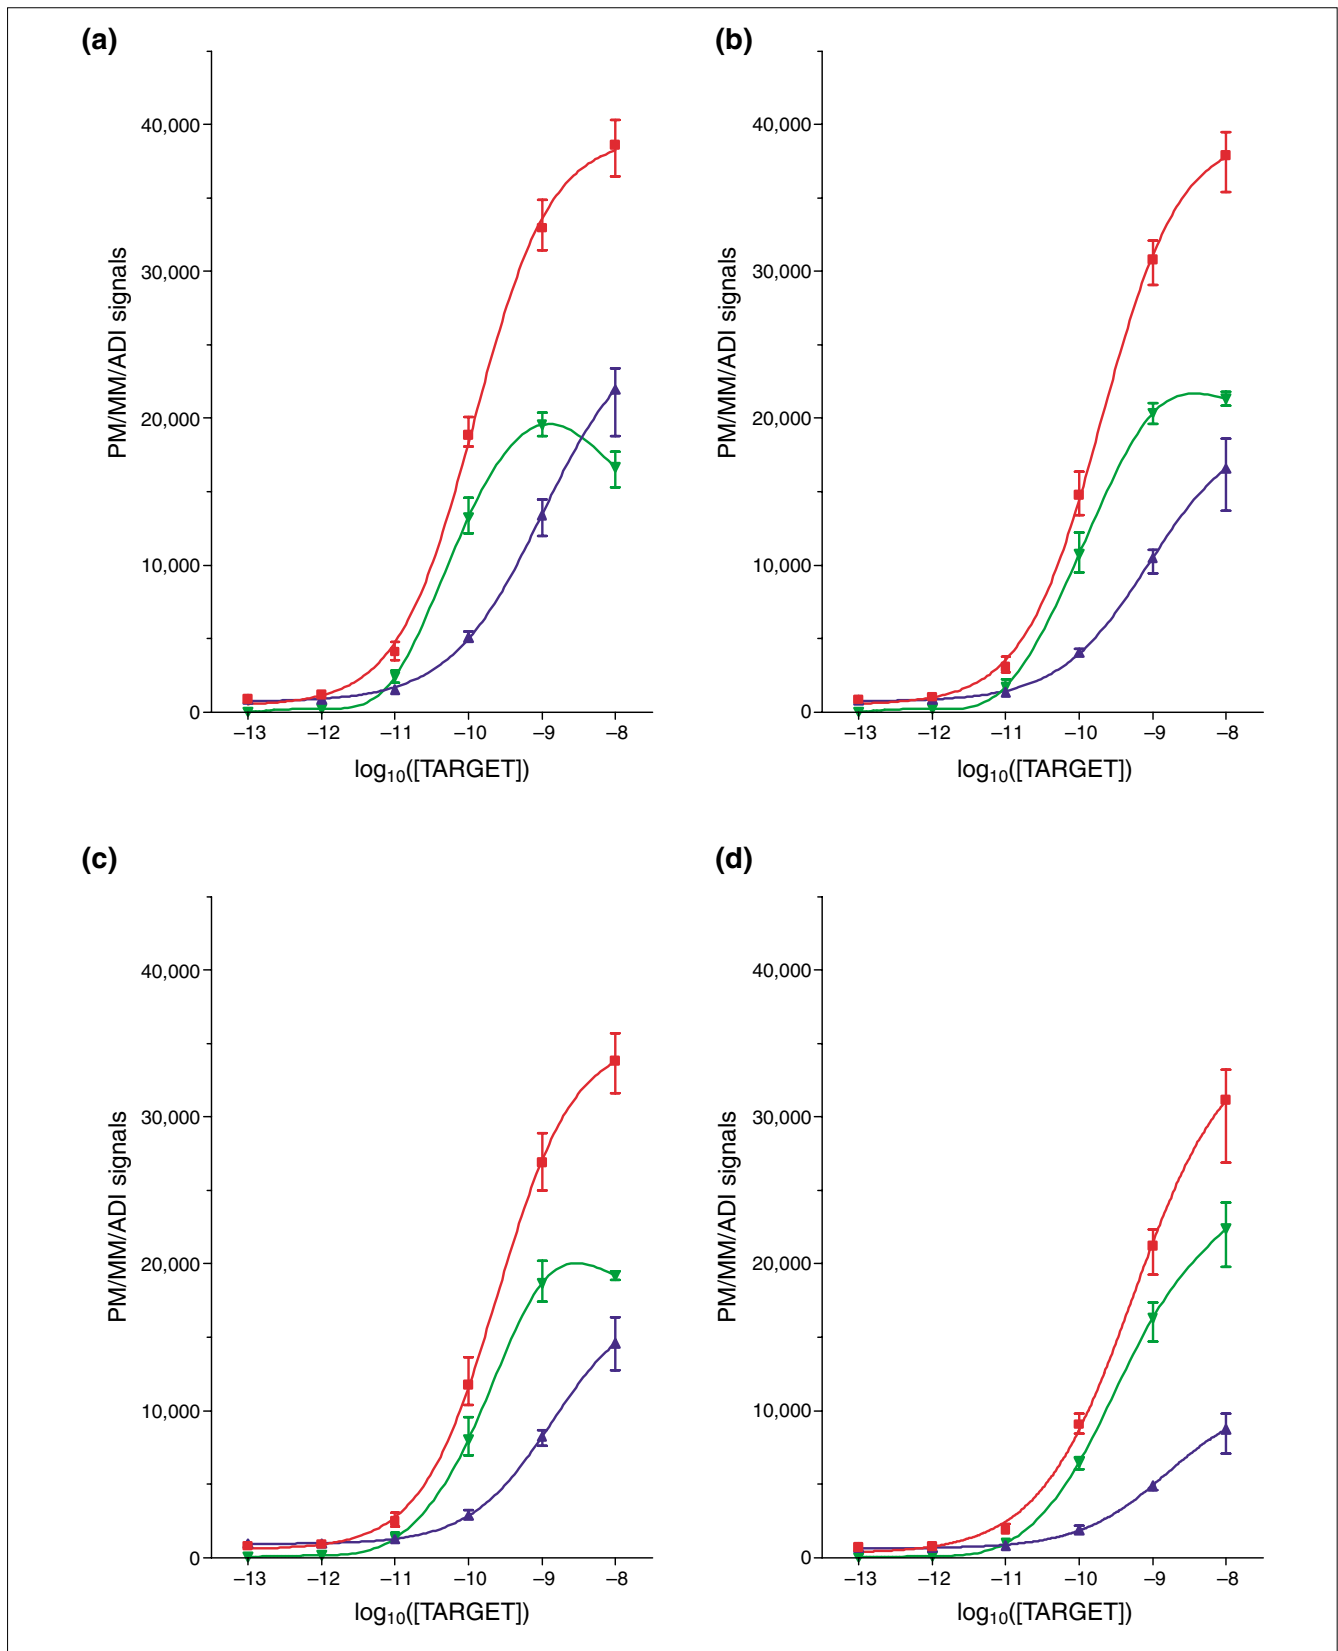 (a)
40,000
30,000
20,000
10,000
0
PM/MM/ADI signals
–13 –12 –11 –10 –9 –8
log₁₀([TARGET])
(b)
40,000
30,000
20,000
10,000
0
PM/MM/ADI signals
–13 –12 –11 –10 –9 –8
log₁₀([TARGET])
(c)
40,000
30,000
20,000
10,000
0
PM/MM/ADI signals
–13 –12 –11 –10 –9 –8
log₁₀([TARGET])
(d)
40,000
30,000
20,000
10,000
0
PM/MM/ADI signals
–13 –12 –11 –10 –9 –8
log₁₀([TARGET])